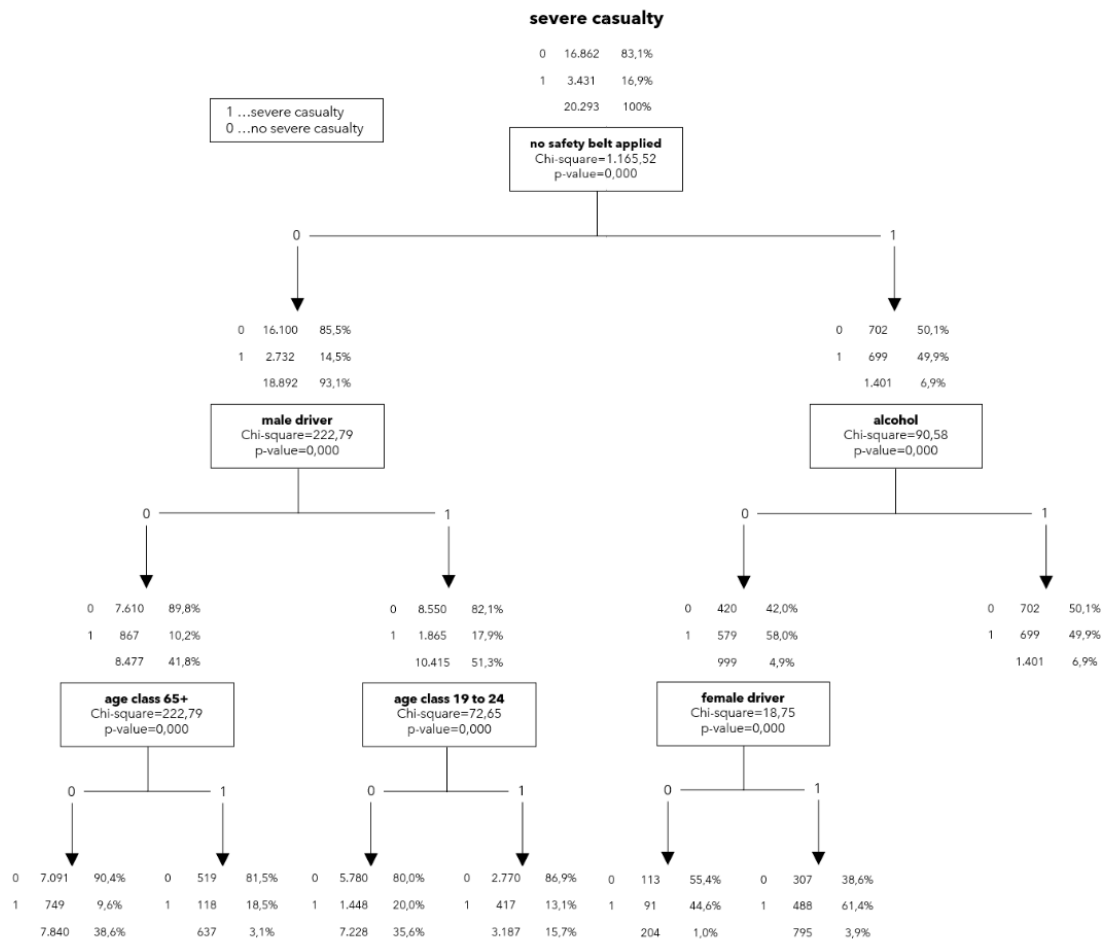 severe casualty
0 16.862 83,1%
1 3.431 16,9%
20.293 100%
1 ...severe casualty
0 ...no severe casualty
no safety belt applied
Chi-square=1.165,52
p-value=0,000
0 1
0 16.100 85,5% 0 702 50,1%
1 2.732 14,5% 1 699 49,9%
18.892 93,1% 1.401 6,9%
male driver alcohol
Chi-square=222,79 Chi-square=90,58
p-value=0,000 p-value=0,000
0 1 0 1
0 7.610 89,8% 0 8.550 82,1% 0 420 42,0% 0 702 50,1%
1 867 10,2% 1 1.865 17,9% 1 579 58,0% 1 699 49,9%
8.477 41,8% 10.415 51,3% 999 4,9% 1.401 6,9%
age class 65+ age class 19 to 24 female driver
Chi-square=222,79 Chi-square=72,65 Chi-square=18,75
p-value=0,000 p-value=0,000 p-value=0,000
0 1 0 1 0 1
0 7.091 90,4% 0 519 81,5% 0 5.780 80,0% 0 2.770 86,9% 0 113 55,4% 0 307 38,6%
1 749 9,6% 1 118 18,5% 1 1.448 20,0% 1 417 13,1% 1 91 44,6% 1 488 61,4%
7.840 38,6% 637 3,1% 7.228 35,6% 3.187 15,7% 204 1,0% 795 3,9%